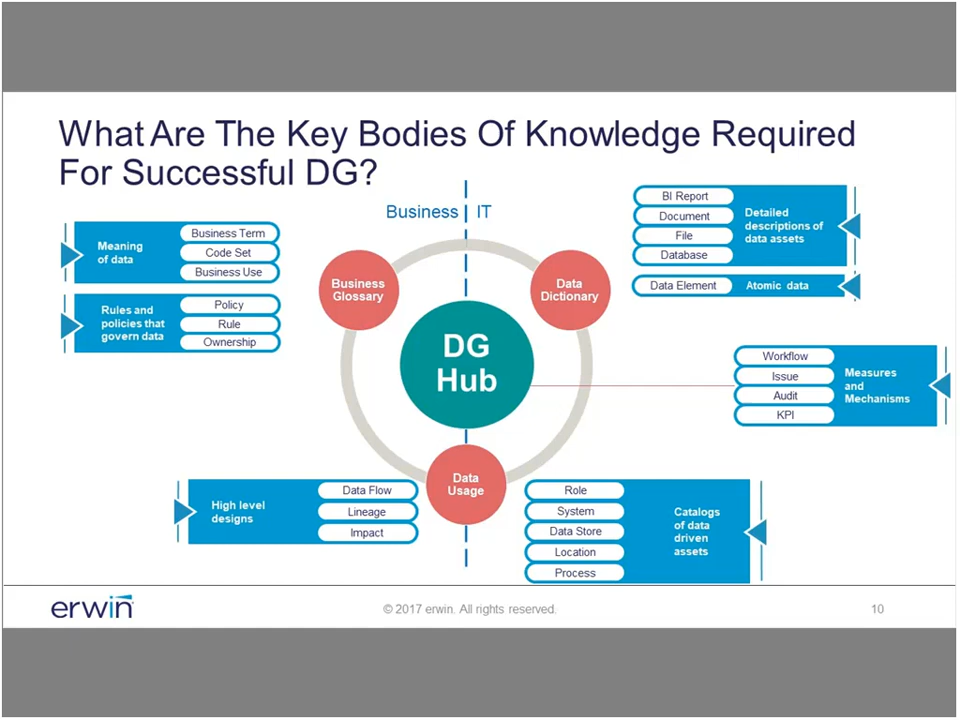 What Are The Key Bodies Of Knowledge Required
For Successful DG?
Business
IT
Meaning
of data
Business Term
Code Set
Business Use
Rules and
policies that
govern data
Policy
Rule
Ownership
Business
Glossary
Data
Dictionary
BI Report
Document
File
Database
Detailed
descriptions of
data assets
Data Element
Atomic data
DG
Hub
Workflow
Issue
Audit
KPI
Measures
and
Mechanisms
Data
Usage
High level
designs
Data Flow
Lineage
Impact
Role
System
Data Store
Location
Process
Catalogs
of data
driven
assets
erwin
© 2017 erwin. All rights reserved.
10